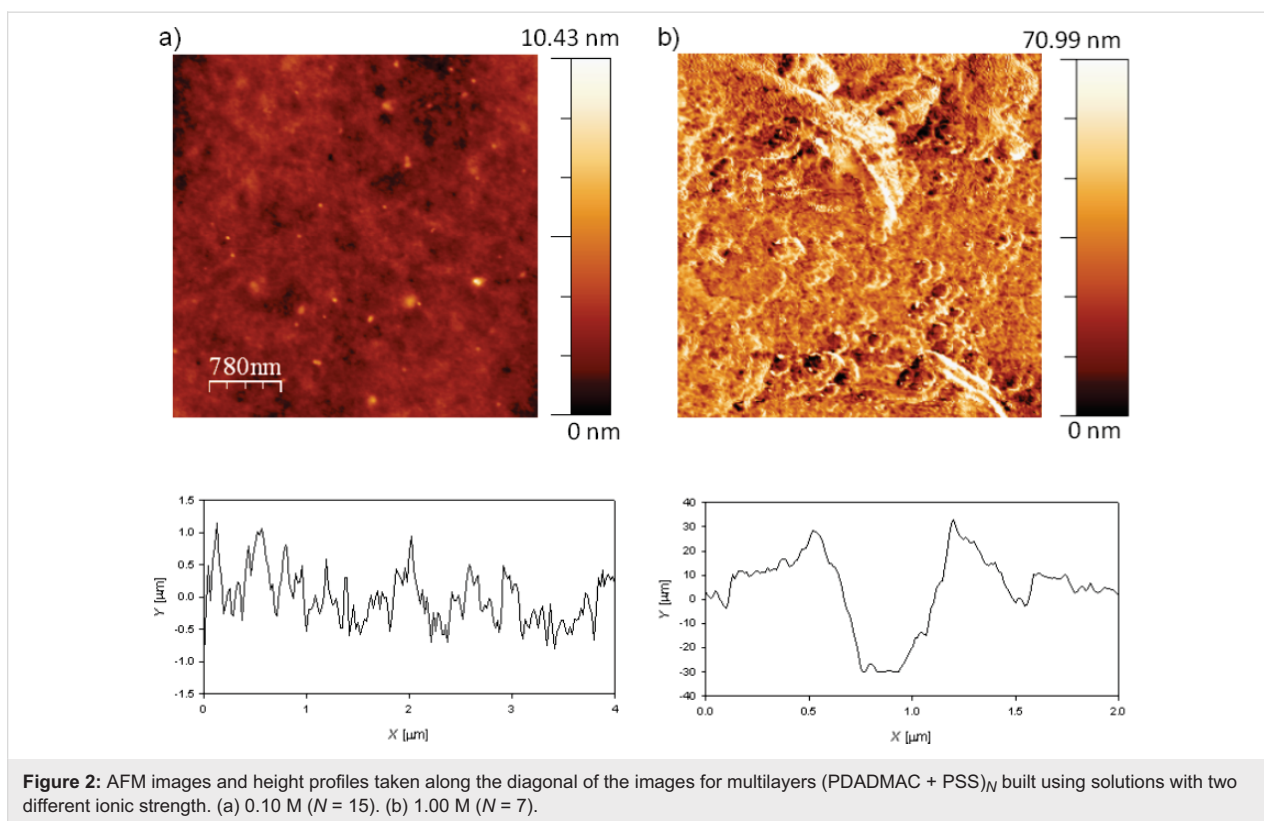 a)
10.43 nm
780nm
0 nm
b)
70.99 nm
0 nm
1.5
1.0
0.5
0.0
-0.5
-1.0
-1.5
Y [µm]
0
1
2
3
4
X [µm]
40
30
20
10
0
-10
-20
-30
-40
Y [µm]
0.0
0.5
1.0
1.5
2.0
X [µm]
Figure 2: AFM images and height profiles taken along the diagonal of the images for multilayers (PDADMAC + PSS)N built using solutions with two
different ionic strength. (a) 0.10 M (N = 15). (b) 1.00 M (N = 7).